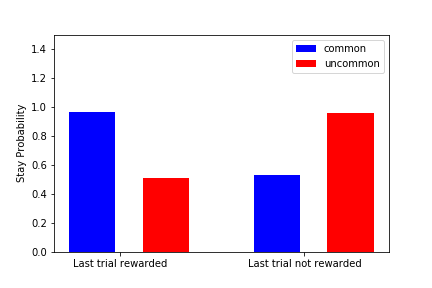 1.4
1.2
1.0
0.8
0.6
0.4
0.2
0.0
Stay Probability
common
uncommon
Last trial rewarded
Last trial not rewarded